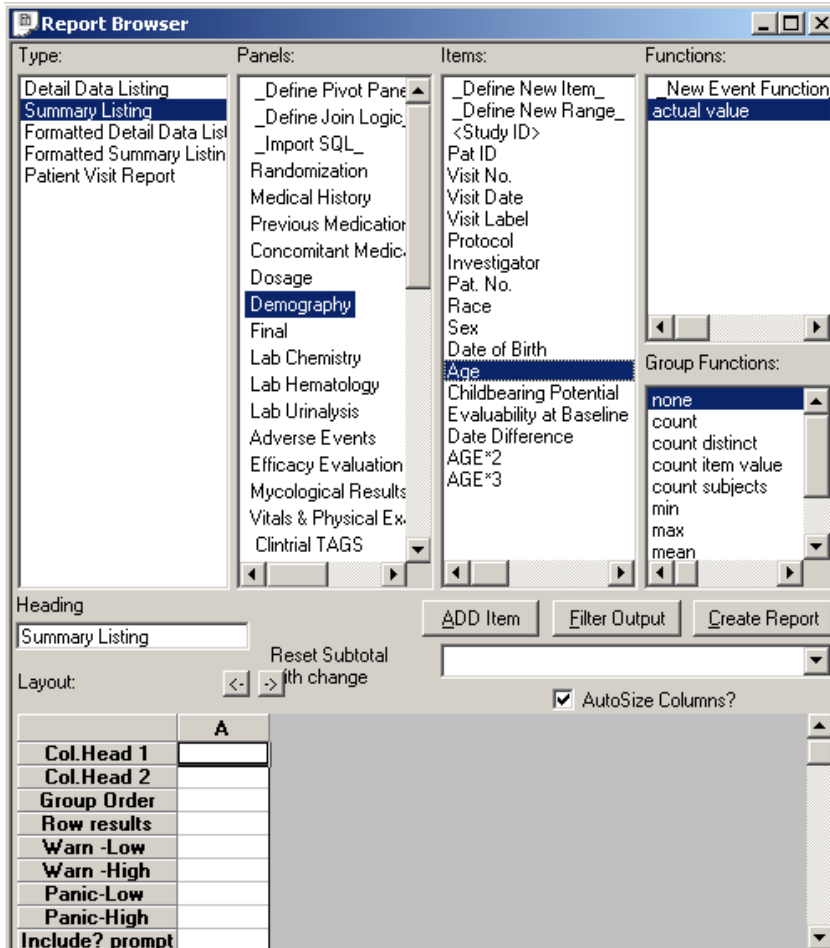 Report Browser
Type:
Detail Data Listing
Summary Listing
Formatted Detail Data List
Formatted Summary Listin
Patient Visit Report
Panels:
_Define Pivot Pane
_Define Join Logic_
_Import SQL_
Randomization
Medical History
Previous Medication
Concomitant Medic
Dosage
Demography
Final
Lab Chemistry
Lab Hematology
Lab Urinalysis
Adverse Events
Efficacy Evaluation
Mycological Results
Vitals & Physical Ex
Clintrial TAGS
Items:
_Define New Item_
_Define New Range_
<Study ID>
Pat ID
Visit No.
Visit Date
Visit Label
Protocol
Investigator
Pat. No.
Race
Sex
Date of Birth
Age
Childbearing Potential
Evaluability at Baseline
Date Difference
AGE*2
AGE*3
Functions:
_New Event Function
actual value
Group Functions:
none
count
count distinct
count item value
count subjects
min
max
mean
Heading
Summary Listing
ADD Item
Filter Output
Create Report
Reset Subtotal
ith change
Layout:
<-
->
AutoSize Columns?
A
Col.Head 1
Col.Head 2
Group Order
Row results
Warn -Low
Warn -High
Panic-Low
Panic-High
Include? prompt